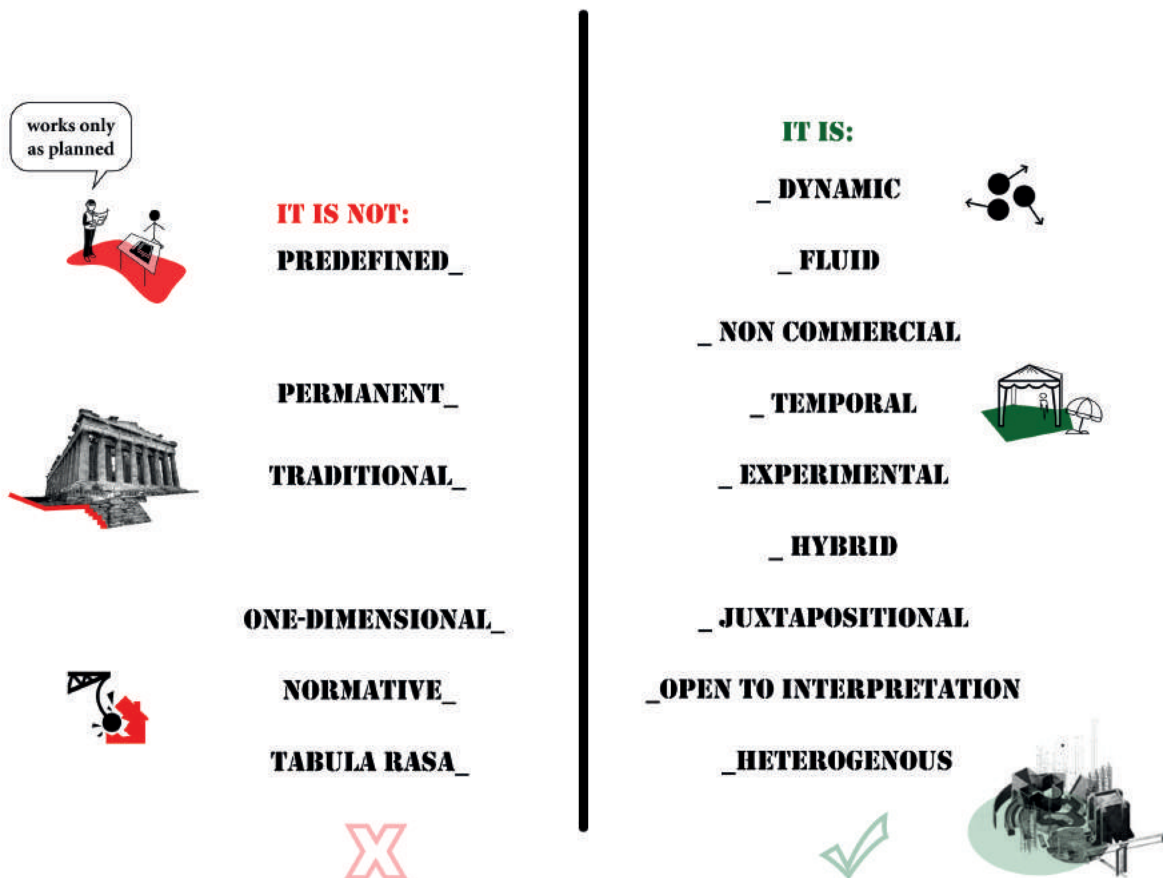 works only
as planned
IT IS NOT:
PREDEFINED_
PERMANENT_
TRADITIONAL_
ONE-DIMENSIONAL_
NORMATIVE_
TABULA RASA_
X
IT IS:
_ DYNAMIC
_ FLUID
_ NON COMMERCIAL
_ TEMPORAL
_ EXPERIMENTAL
_ HYBRID
_ JUXTAPOSITIONAL
_OPEN TO INTERPRETATION
_HETEROGENOUS